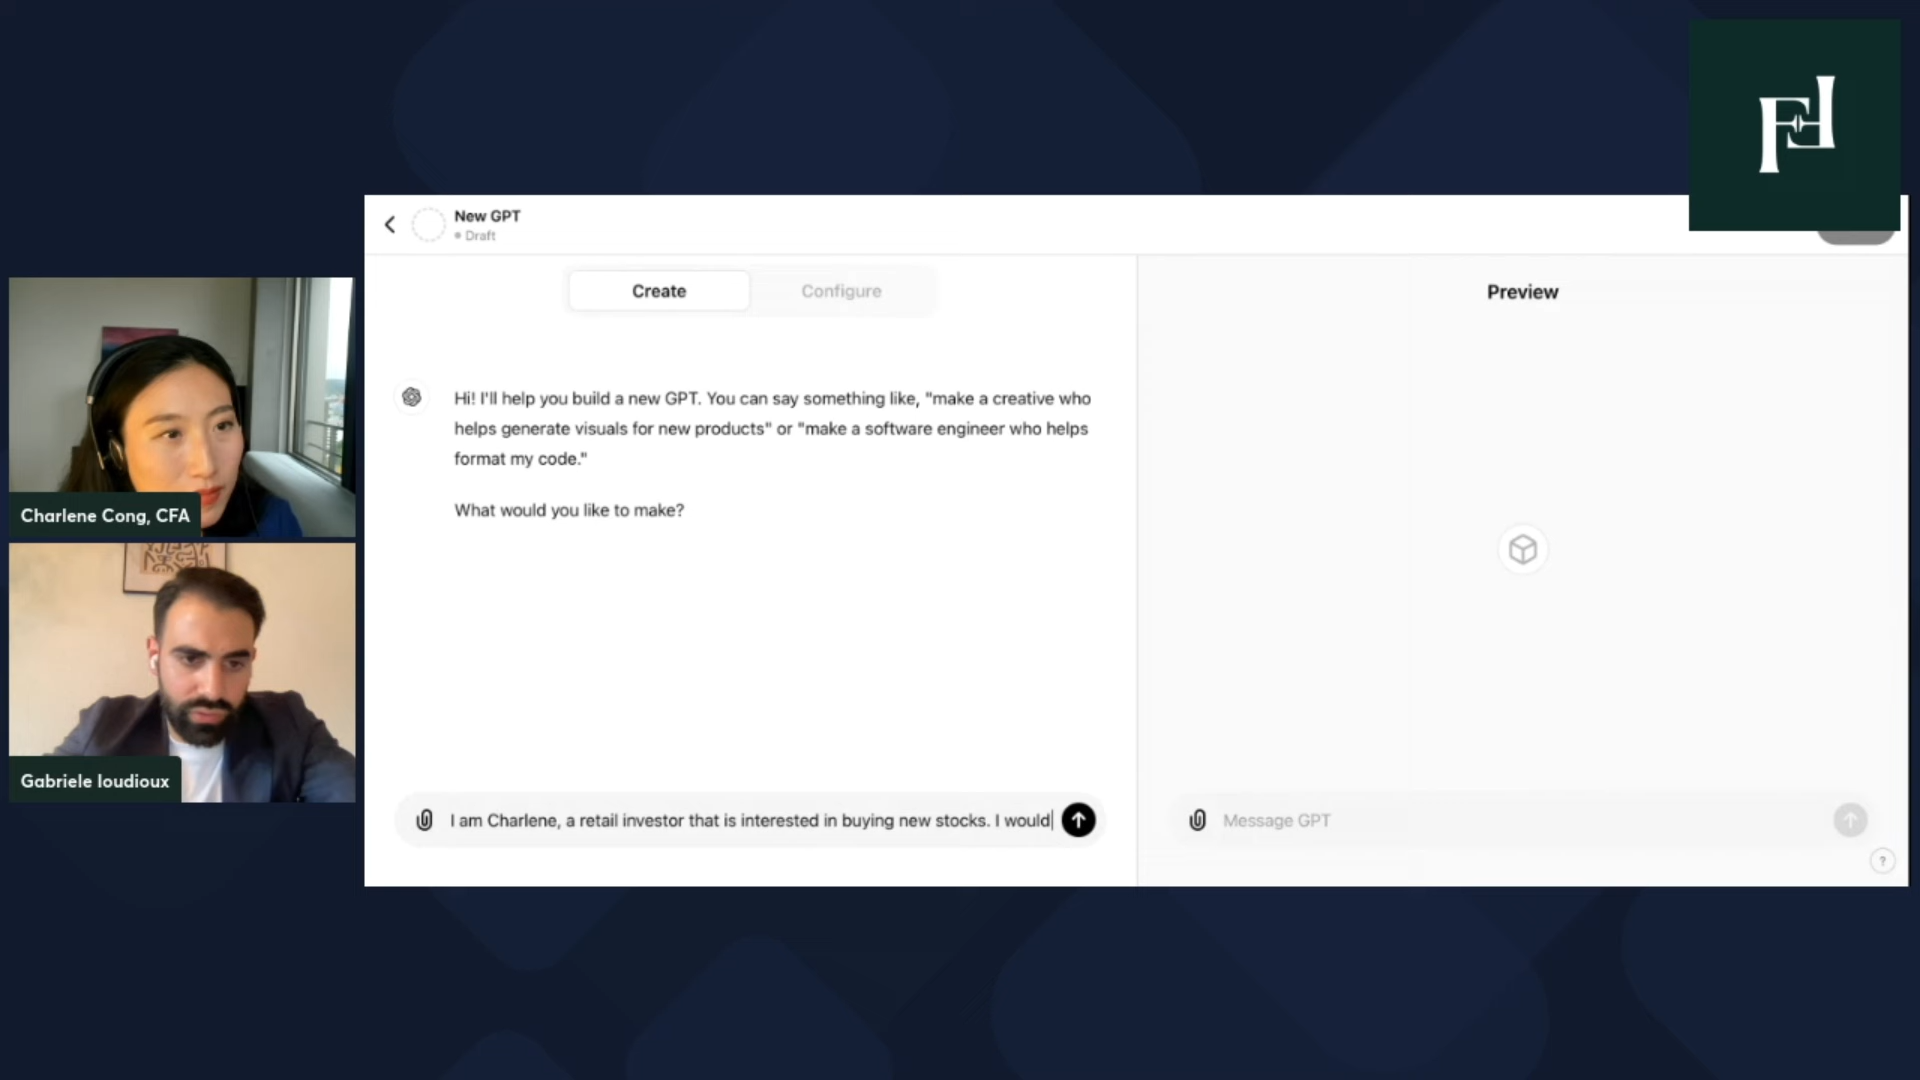 New GPT
Draft
Create
Configure
Preview
Hi! I'll help you build a new GPT. You can say something like, "make a creative who
helps generate visuals for new products" or "make a software engineer who helps
format my code."
What would you like to make?
Charlene Cong, CFA
Gabriele Ioudioux
I am Charlene, a retail investor that is interested in buying new stocks. I would
Message GPT
?